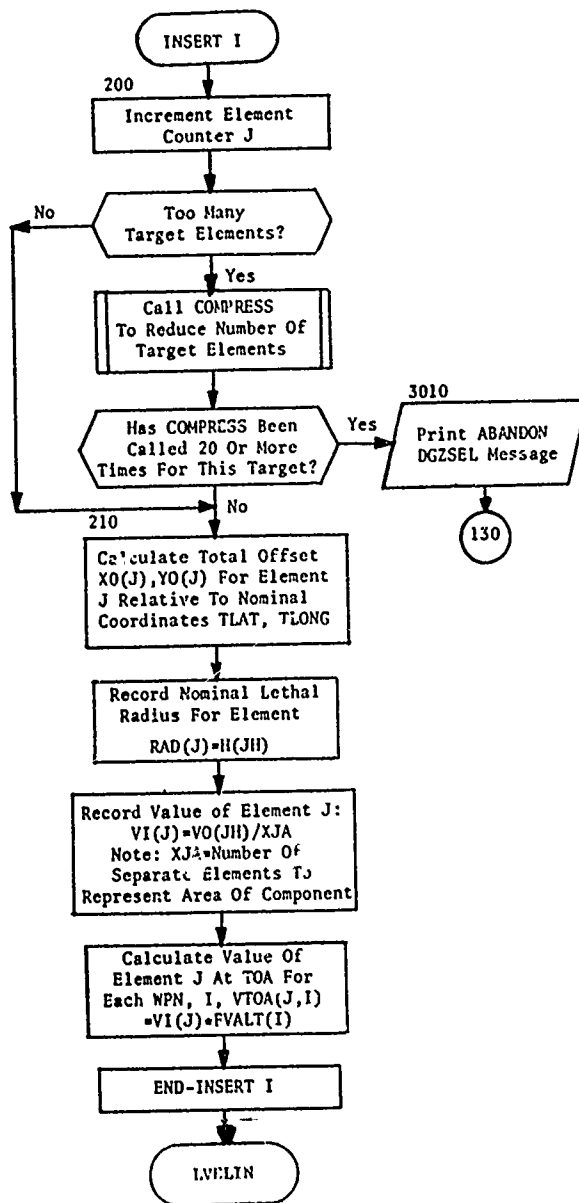 INSERT I
200
Increment Element
Counter J
No
Too Many
Target Elements?
Yes
Call COMPRESS
To Reduce Number Of
Target Elements
3010
Has COMPRESS Been
Called 20 Or More
Times For This Target?
Yes
Print ABANDON
DGZSEL Message
No
210
130
Calculate Total Offset
XO(J),YO(J) For Element
J Relative To Nominal
Coordinates TLAT, TLONG
Record Nominal Lethal
Radius For Element
RAD(J)=H(JH)
Record Value of Element J:
VI(J)=VO(JH)/XJA
Note: XJA=Number Of
Separate Elements To
Represent Area Of Component
Calculate Value Of
Element J At TOA For
Each WPN, I, VTOA(J,I)
=VI(J)*FVALT(I)
END-INSERT I
LVELIN